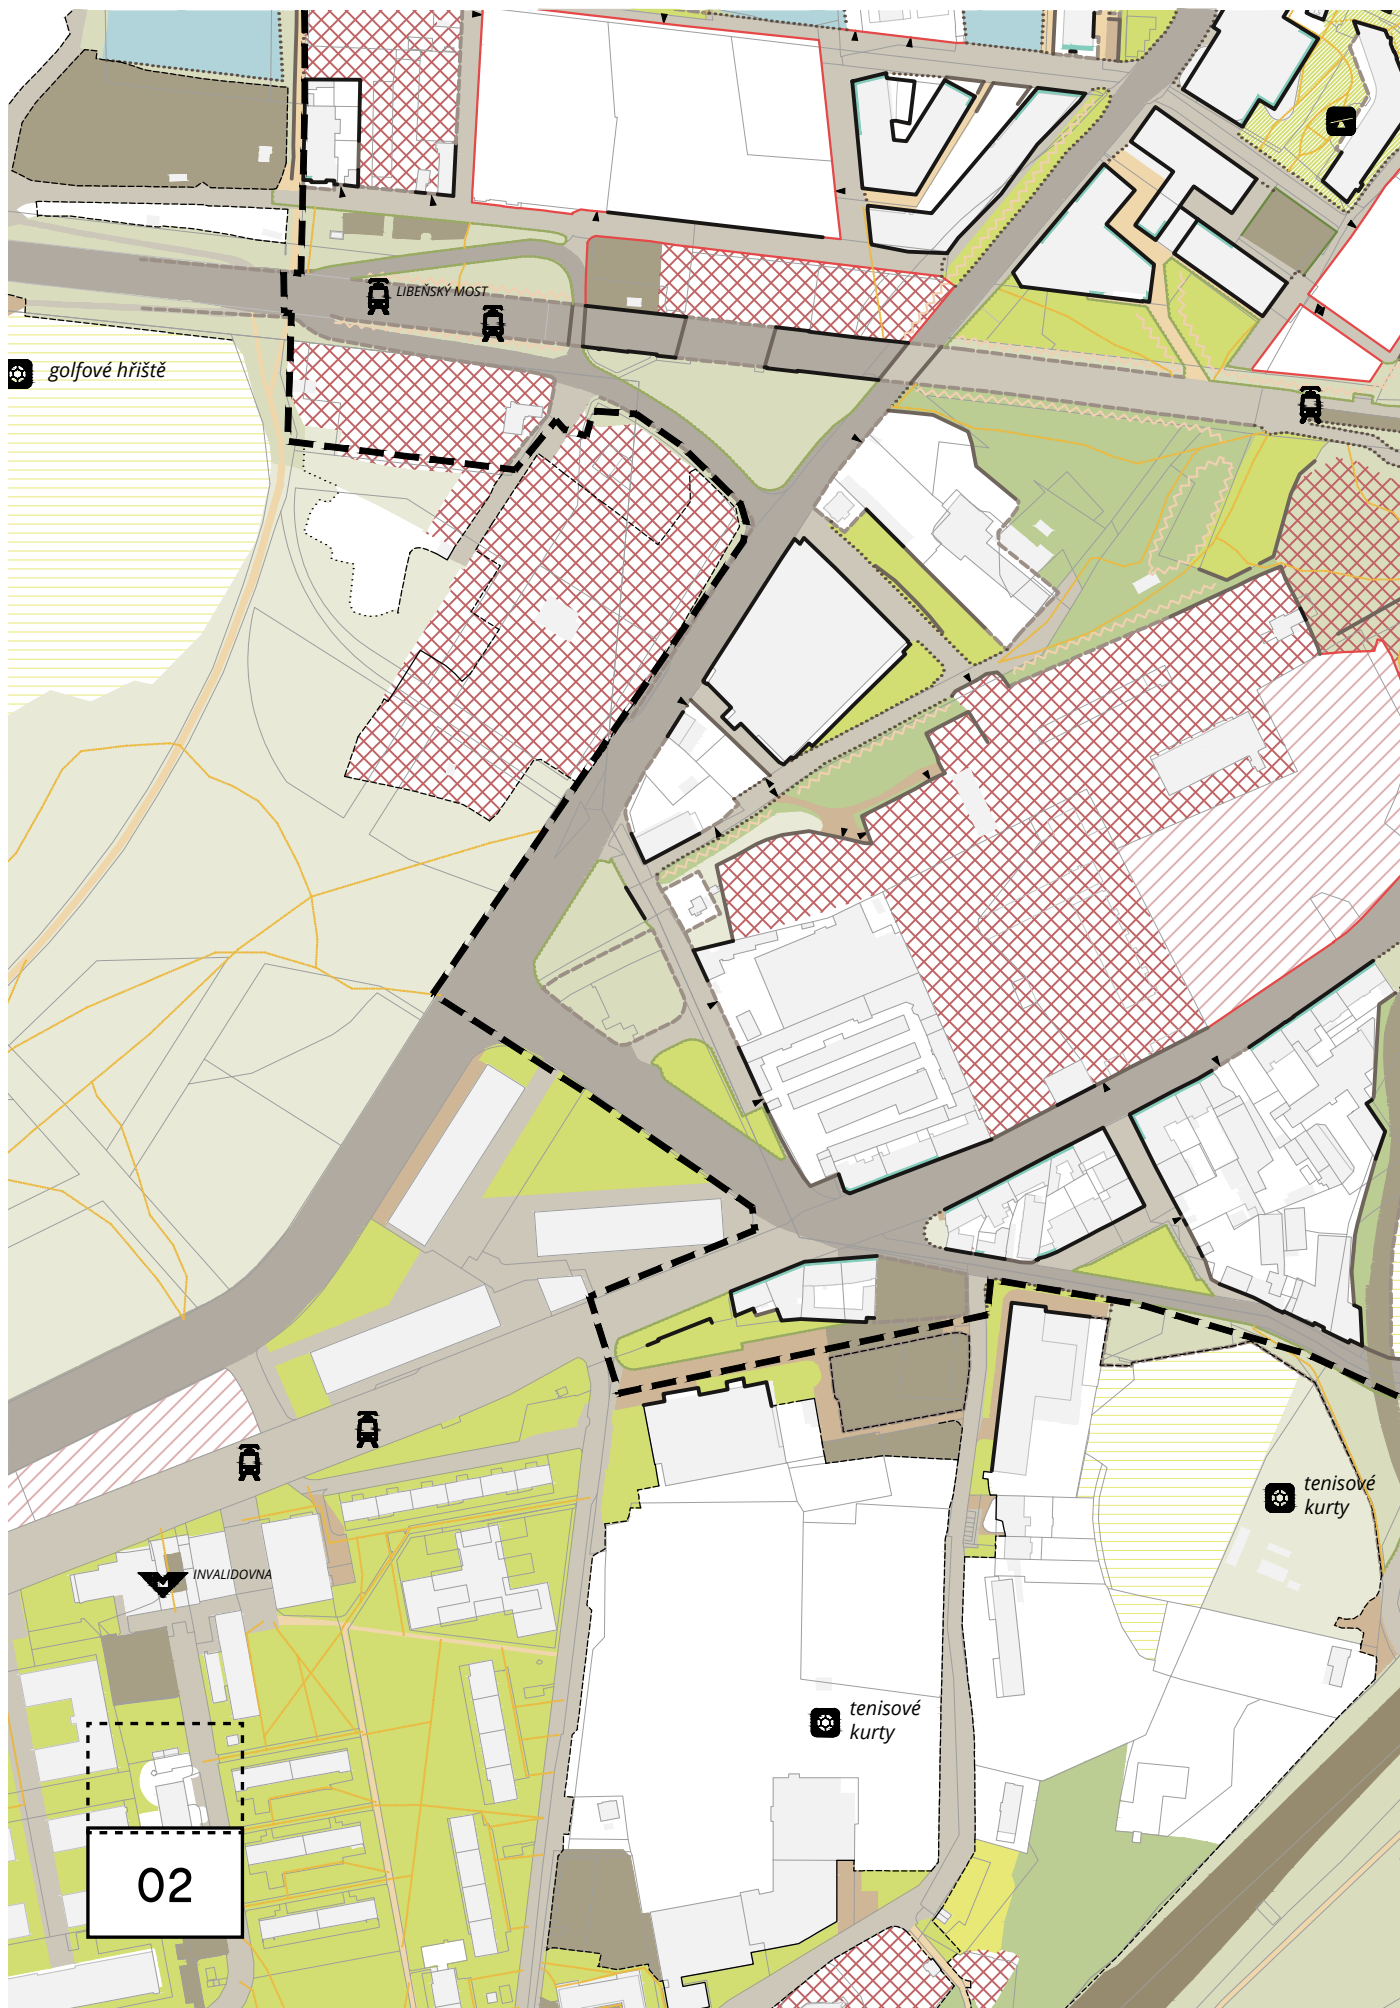 LIBEŇSKÝ MOST
golfové hřiště
tenisové
kurty
INVALIDOVNA
tenisové
kurty
02